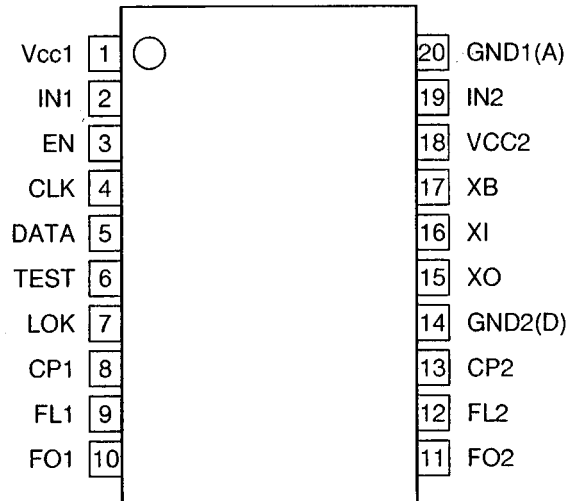 Vcc1 1 20 GND1(A)
IN1 2 19 IN2
EN 3 18 VCC2
CLK 4 17 XB
DATA 5 16 XI
TEST 6 15 XO
LOK 7 14 GND2(D)
CP1 8 13 CP2
FL1 9 12 FL2
FO1 10 11 FO2